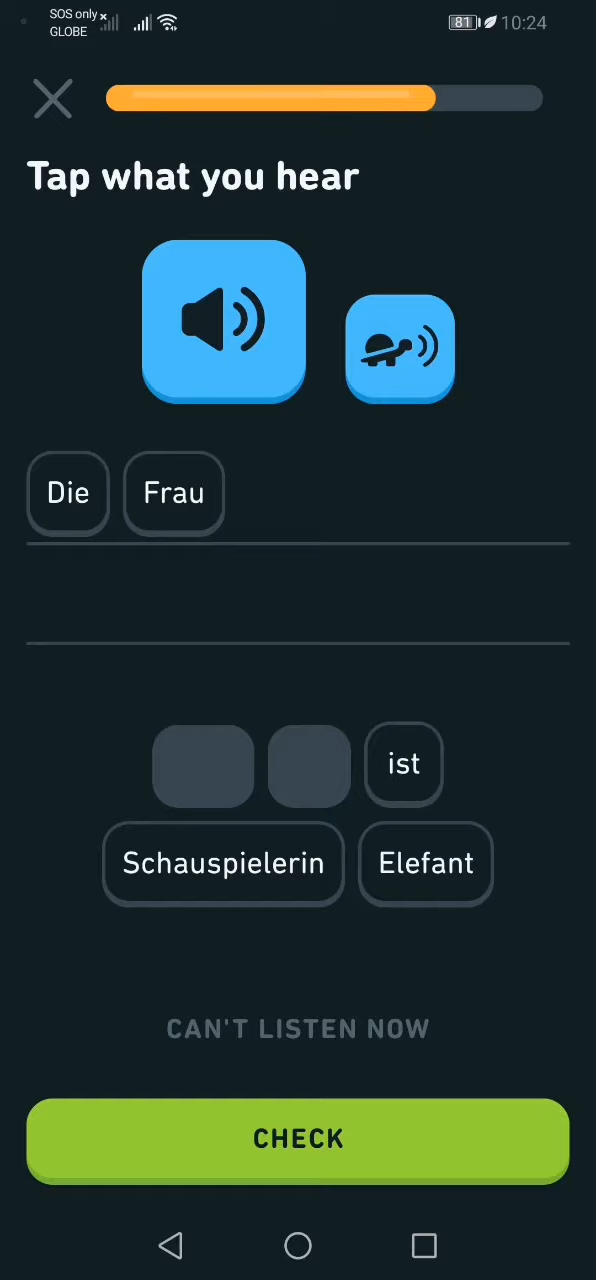 SOS only
GLOBE
81
10:24
Tap what you hear
Die Frau
ist
Schauspielerin Elefant
CAN'T LISTEN NOW
CHECK